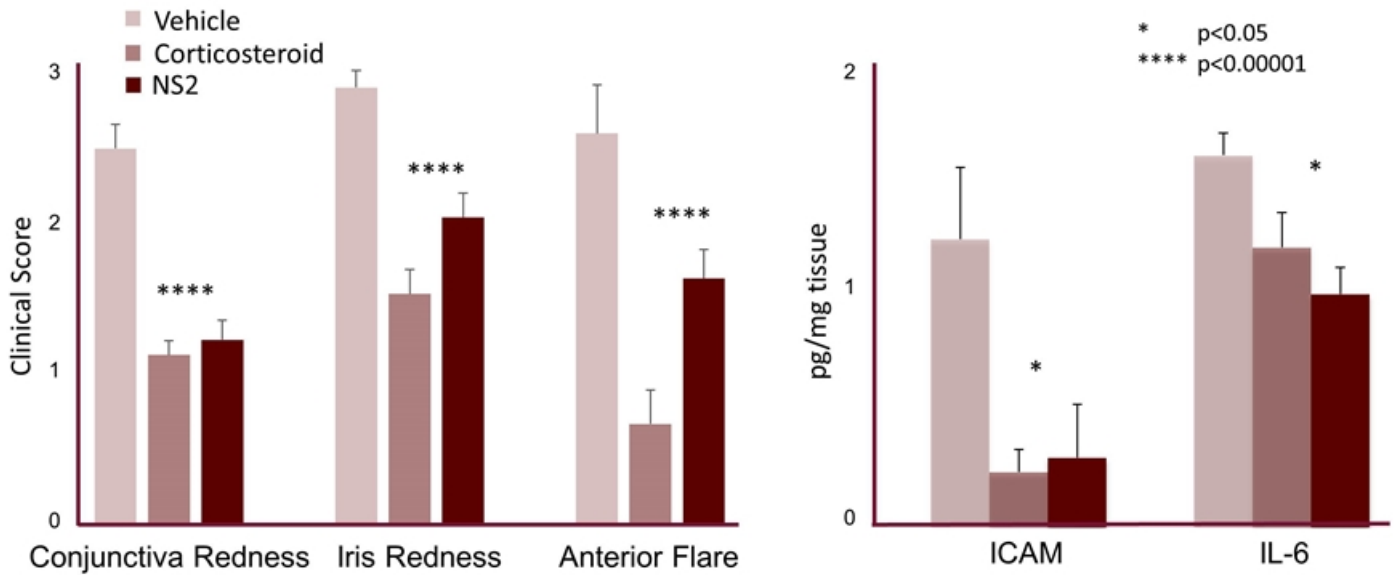 Vehicle
Corticosteroid
NS2
* p<0.05
**** p<0.00001
3
2
1
0
Clinical Score
****
****
****
Conjunctiva Redness
Iris Redness
Anterior Flare
2
1
0
pg/mg tissue
*
*
ICAM
IL-6